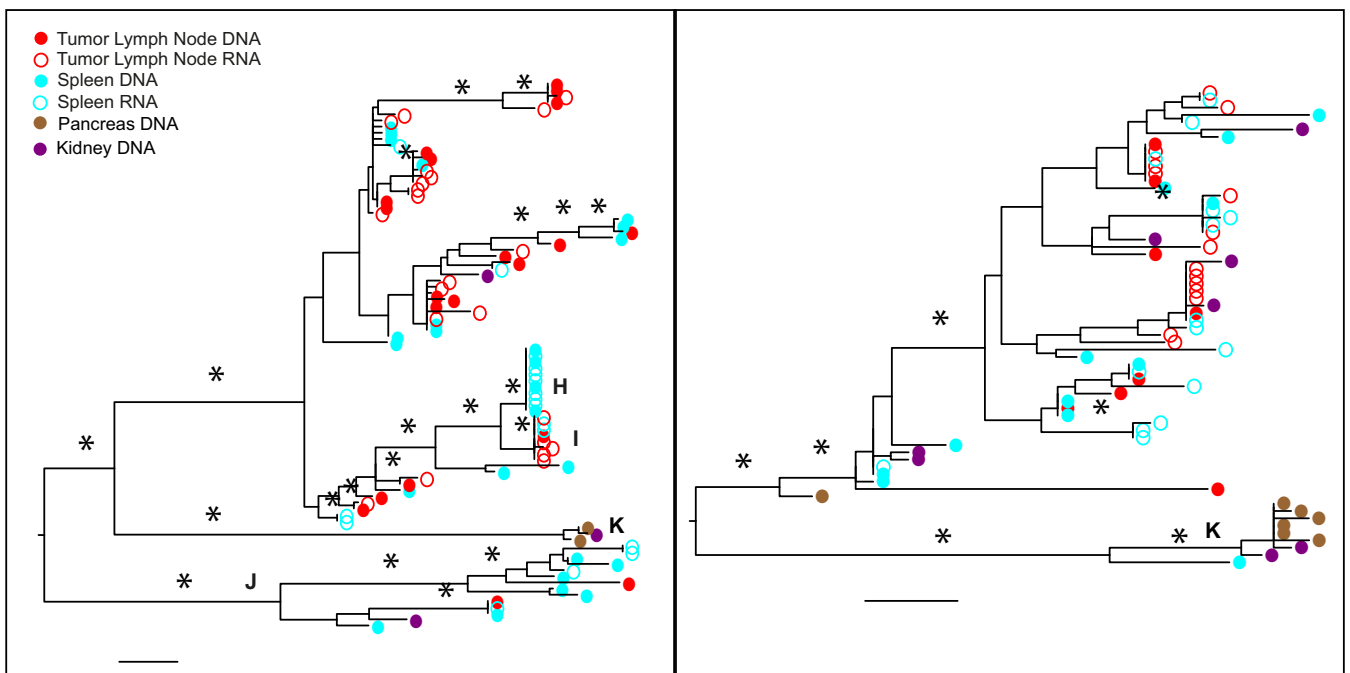 Tumor Lymph Node DNA
Tumor Lymph Node RNA
Spleen DNA
Spleen RNA
Pancreas DNA
Kidney DNA
* *
*
* * *
*
* H
*
* * I
*
* *
* K
* *
* J *
*
*
* *
* * K
*